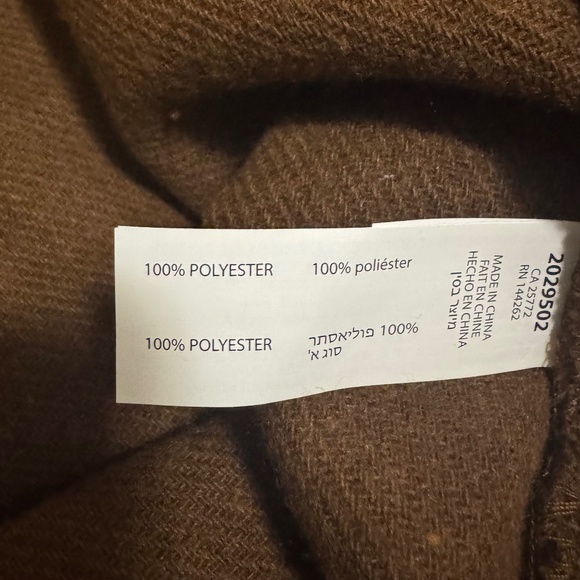 100% POLYESTER
100% poliéster
100% POLYESTER
100% פוליאסתר
סוג א'
MADE IN CHINA
FAIT EN CHINE
HECHO EN CHINA
מיוצר בסין
2029502
CA 25772
RN 144262